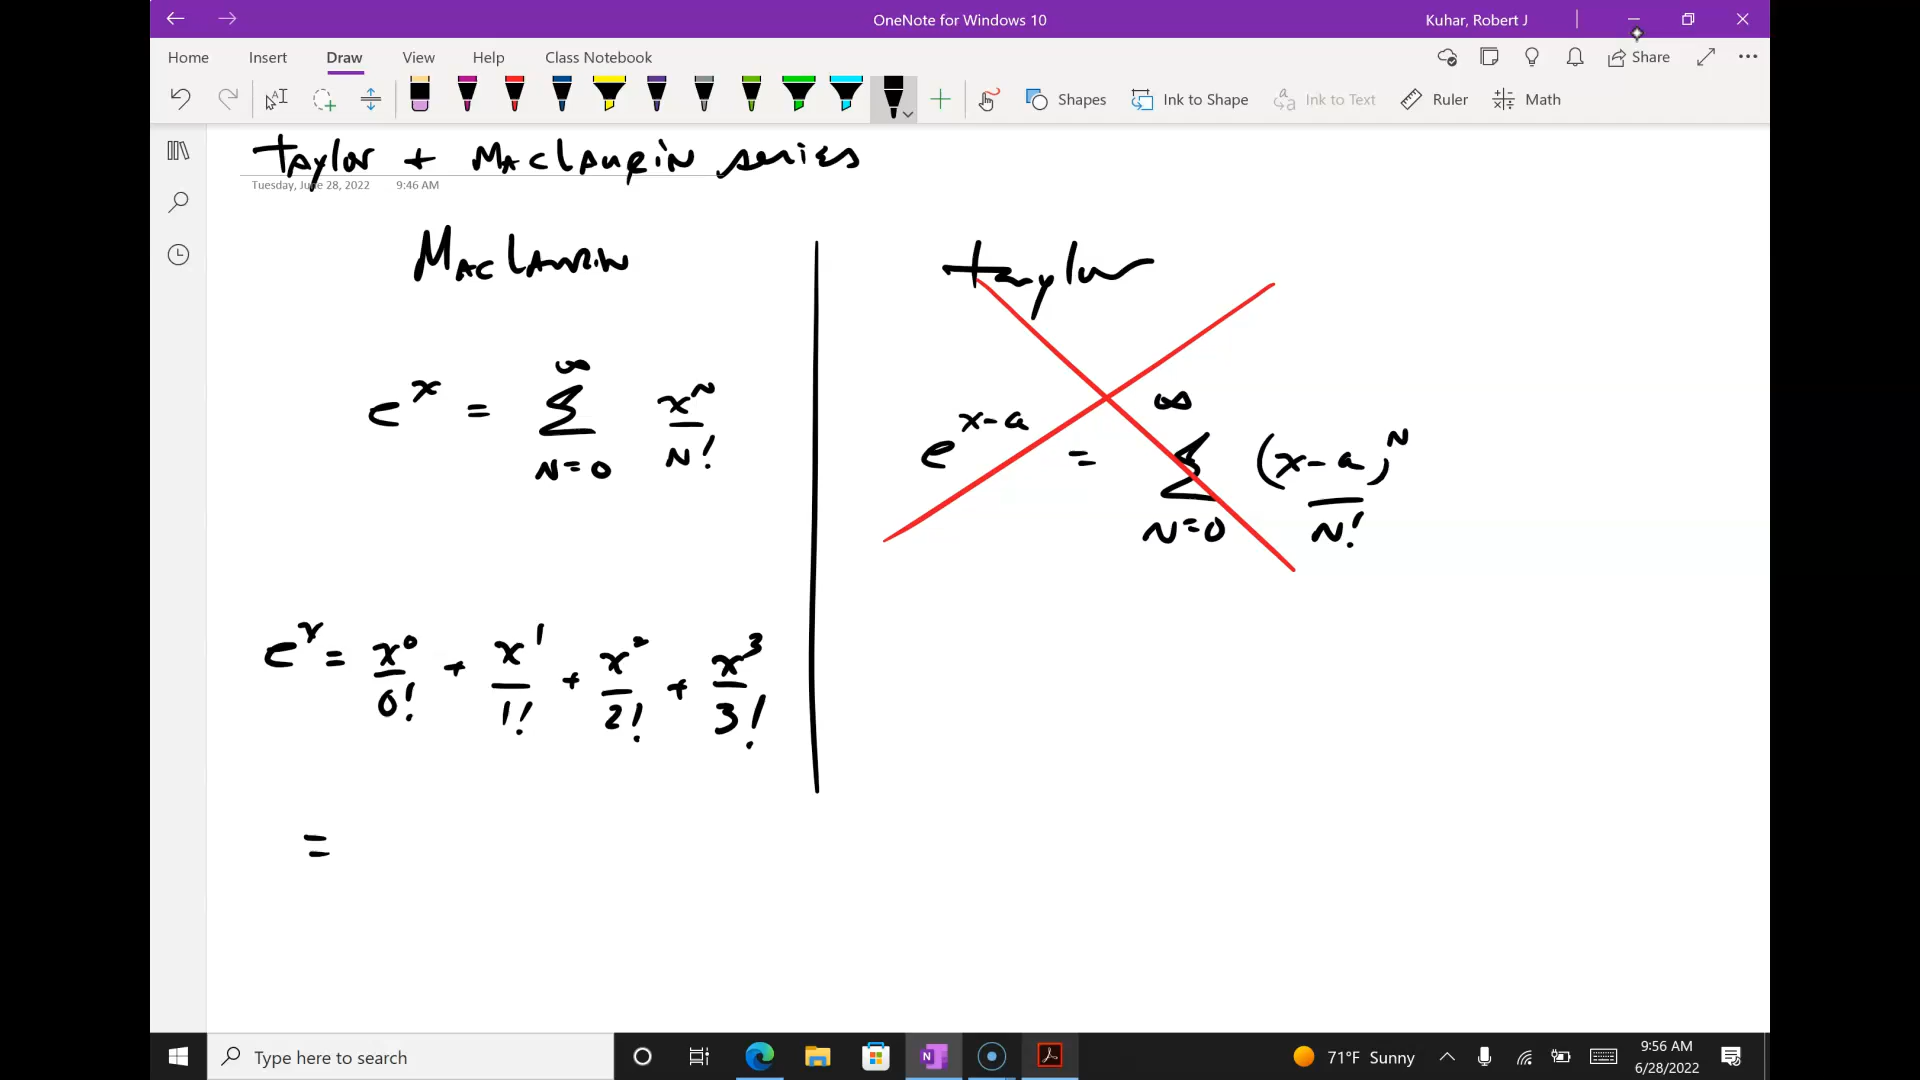 OneNote for Windows 10
Kuhar, Robert J
Home Insert Draw View Help Class Notebook
Share
Shapes Ink to Shape Ink to Text Ruler Math
Taylor + Maclaurin series
Tuesday, June 28, 2022 9:46 AM
MacLaurin
Taylor
e^x = ∑_{N=0}^{∞} x^N/N!
e^{x-a} = ∑_{N=0}^{∞} (x-a)^N/N!
e^x = x^0/0! + x^1/1! + x^2/2! + x^3/3!
=
Type here to search
71°F Sunny
9:56 AM
6/28/2022